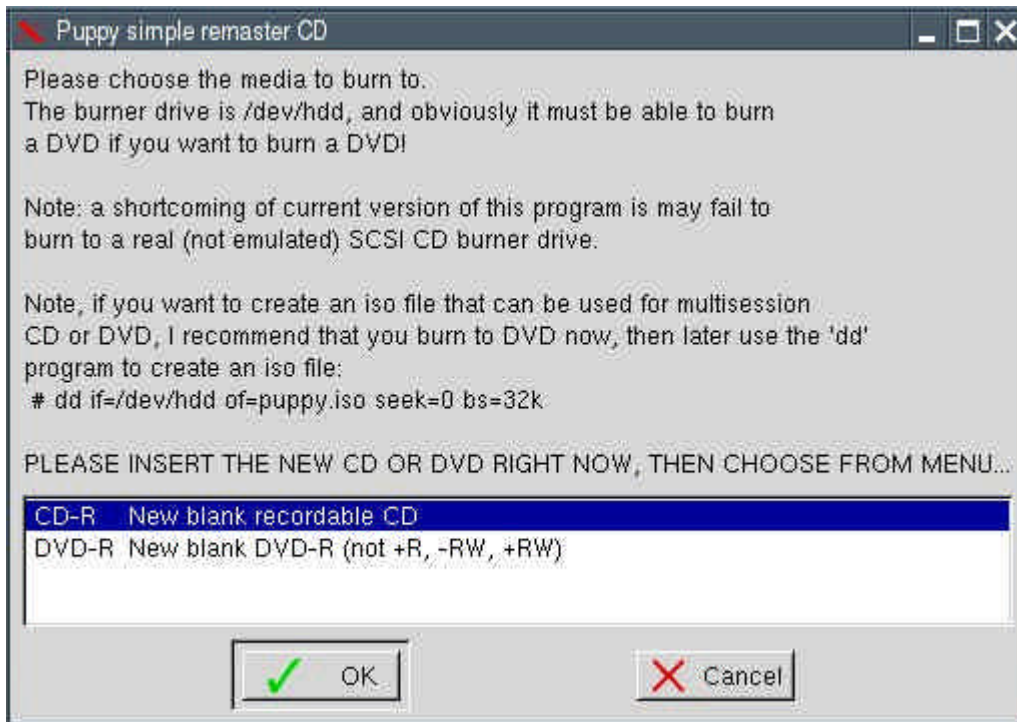 Puppy simple remaster CD
Please choose the media to burn to.
The burner drive is /dev/hdd, and obviously it must be able to burn
a DVD if you want to burn a DVD!
Note: a shortcoming of current version of this program is may fail to
burn to a real (not emulated) SCSI CD burner drive.
Note, if you want to create an iso file that can be used for multisession
CD or DVD, I recommend that you burn to DVD now, then later use the 'dd'
program to create an iso file:
# dd if=/dev/hdd of=puppy.iso seek=0 bs=32k
PLEASE INSERT THE NEW CD OR DVD RIGHT NOW, THEN CHOOSE FROM MENU...
CD-R New blank recordable CD
DVD-R New blank DVD-R (not +R, -RW, +RW)
OK Cancel